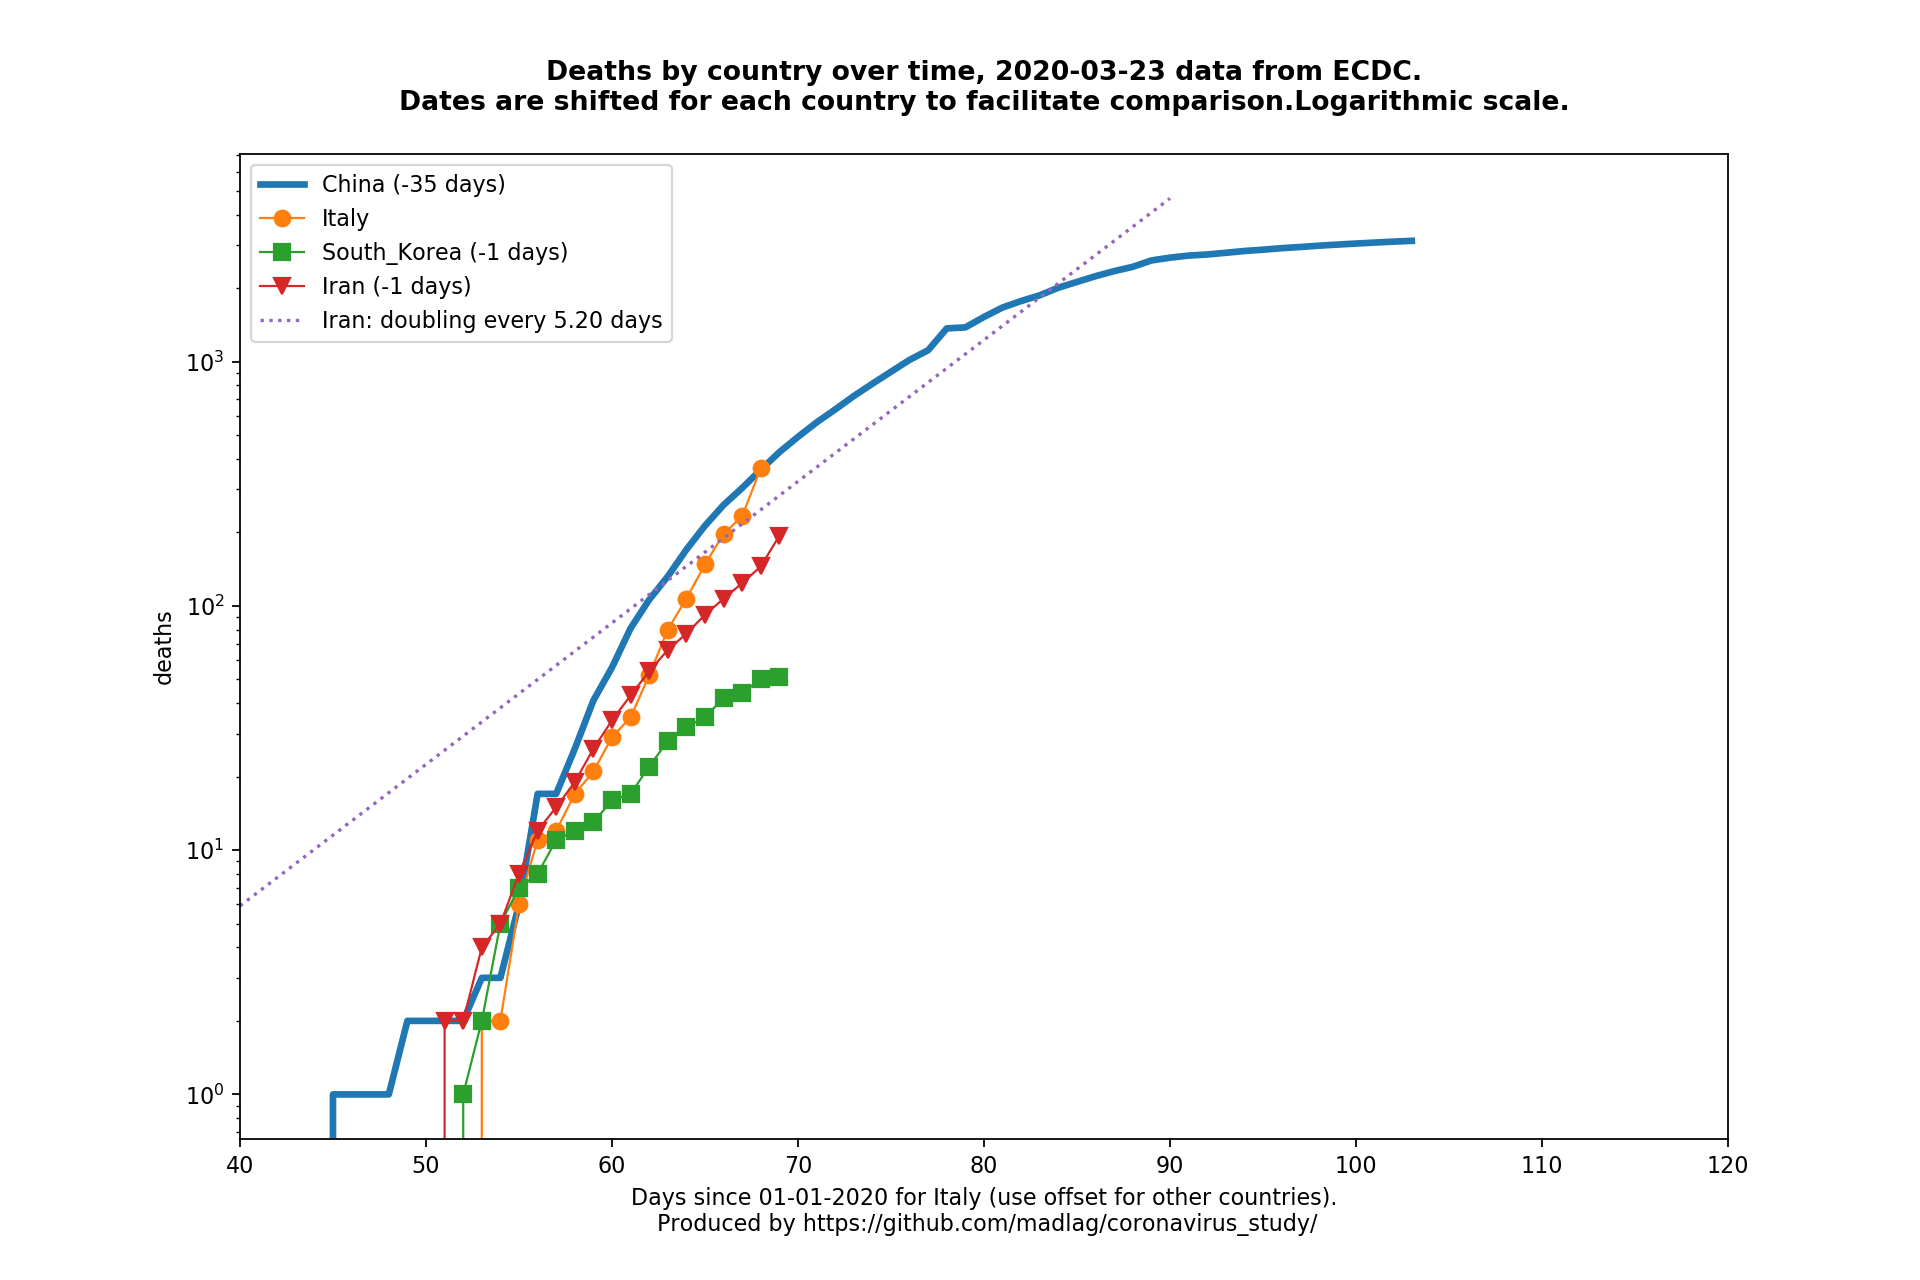 Deaths by country over time, 2020-03-23 data from ECDC.
Dates are shifted for each country to facilitate comparison.Logarithmic scale.
China (-35 days)
Italy
South_Korea (-1 days)
Iran (-1 days)
Iran: doubling every 5.20 days
10³
10²
10¹
10⁰
deaths
40 50 60 70 80 90 100 110 120
Days since 01-01-2020 for Italy (use offset for other countries).
Produced by https://github.com/madlag/coronavirus_study/